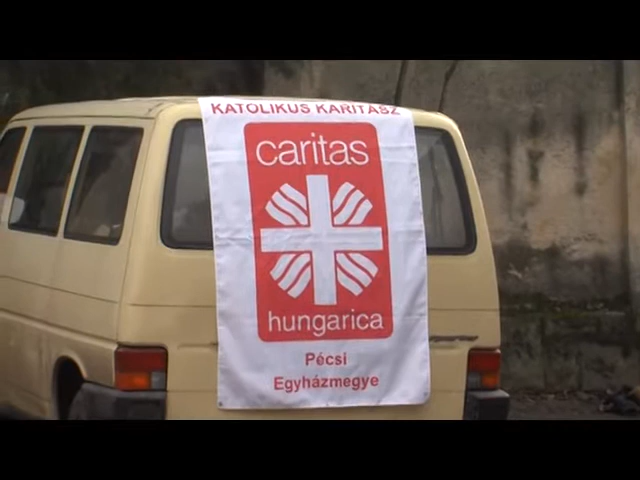 KATOLIKUS KARITÁSZ
caritas
hungarica
Pécsi
Egyházmegye